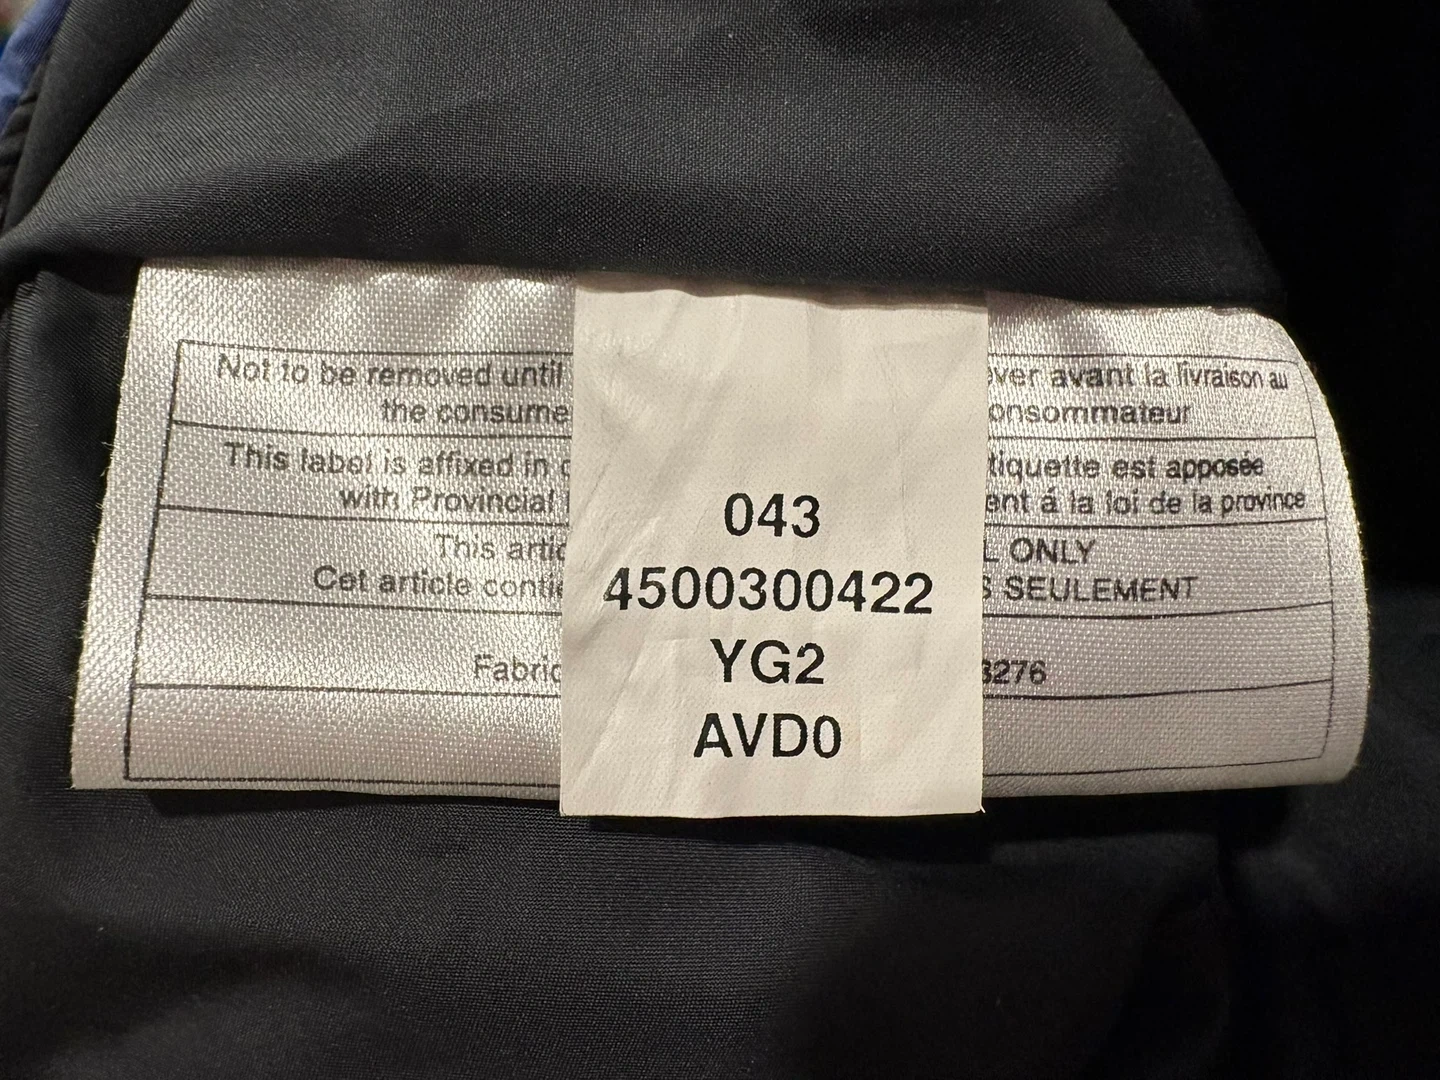 Not to be removed until
the consume
ver avant la livraison au
onsommateur
This label is affixed in
with Provincial
tiquette est apposée
ent á la loi de la province
This artic
Cet article contie
L ONLY
S SEULEMENT
Fabric
3276
043
4500300422
YG2
AVD0